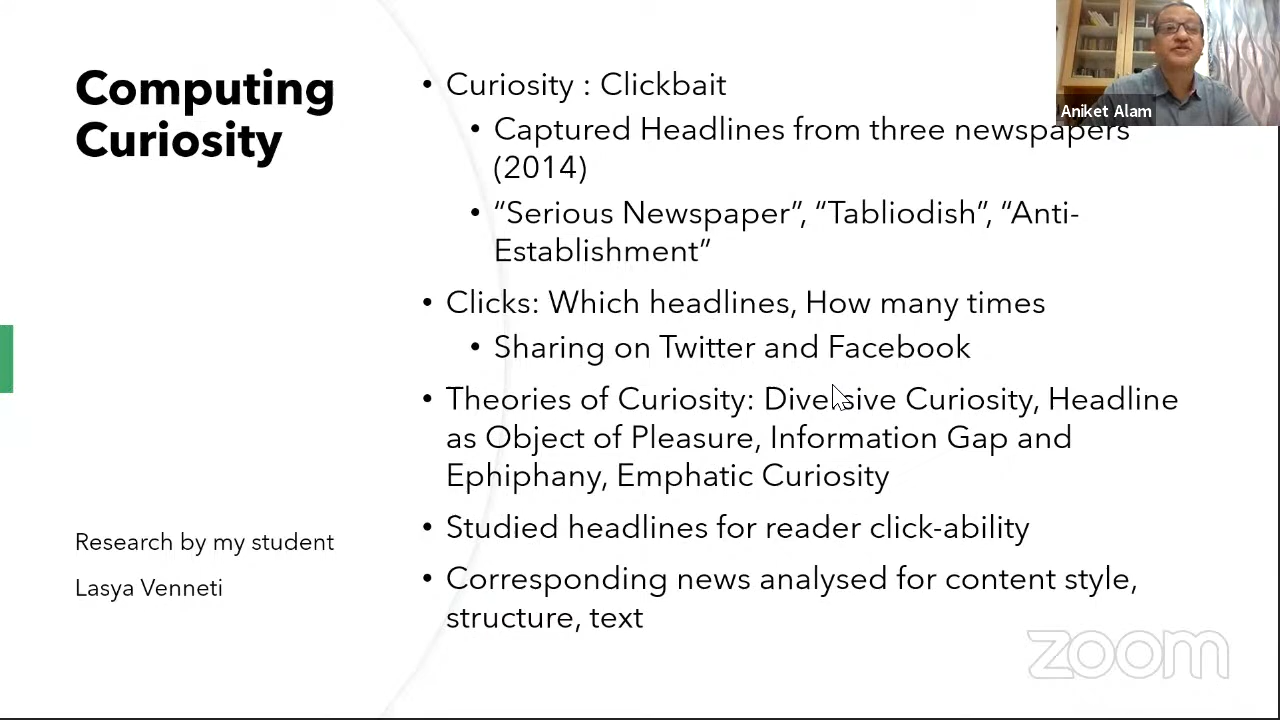 Computing
Curiosity
• Curiosity : Clickbait
• Captured Headlines from three newspapers
(2014)
• “Serious Newspaper”, “Tabliodish”, “Anti-
Establishment”
• Clicks: Which headlines, How many times
• Sharing on Twitter and Facebook
• Theories of Curiosity: Diversive Curiosity, Headline
as Object of Pleasure, Information Gap and
Ephiphany, Emphatic Curiosity
• Studied headlines for reader click-ability
• Corresponding news analysed for content style,
structure, text
Research by my student
Lasya Venneti
Aniket Alam
zoom